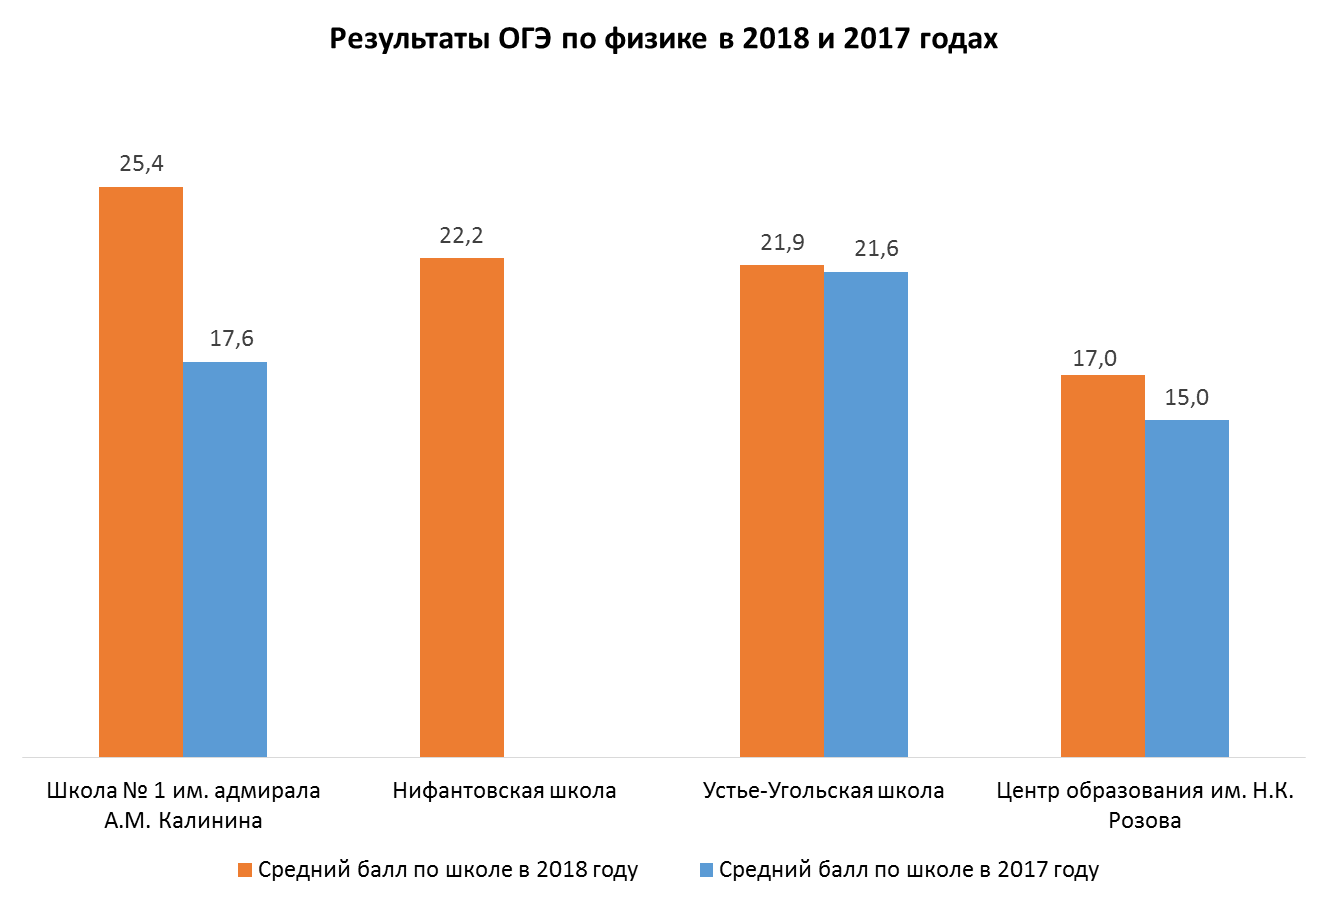 Результаты ОГЭ по физике в 2018 и 2017 годах
25,4
17,6
22,2
21,9
21,6
17,0
15,0
Школа № 1 им. адмирала
А.М. Калинина
Нифантовская школа
Устье-Угольская школа
Центр образования им. Н.К.
Розова
Средний балл по школе в 2018 году
Средний балл по школе в 2017 году